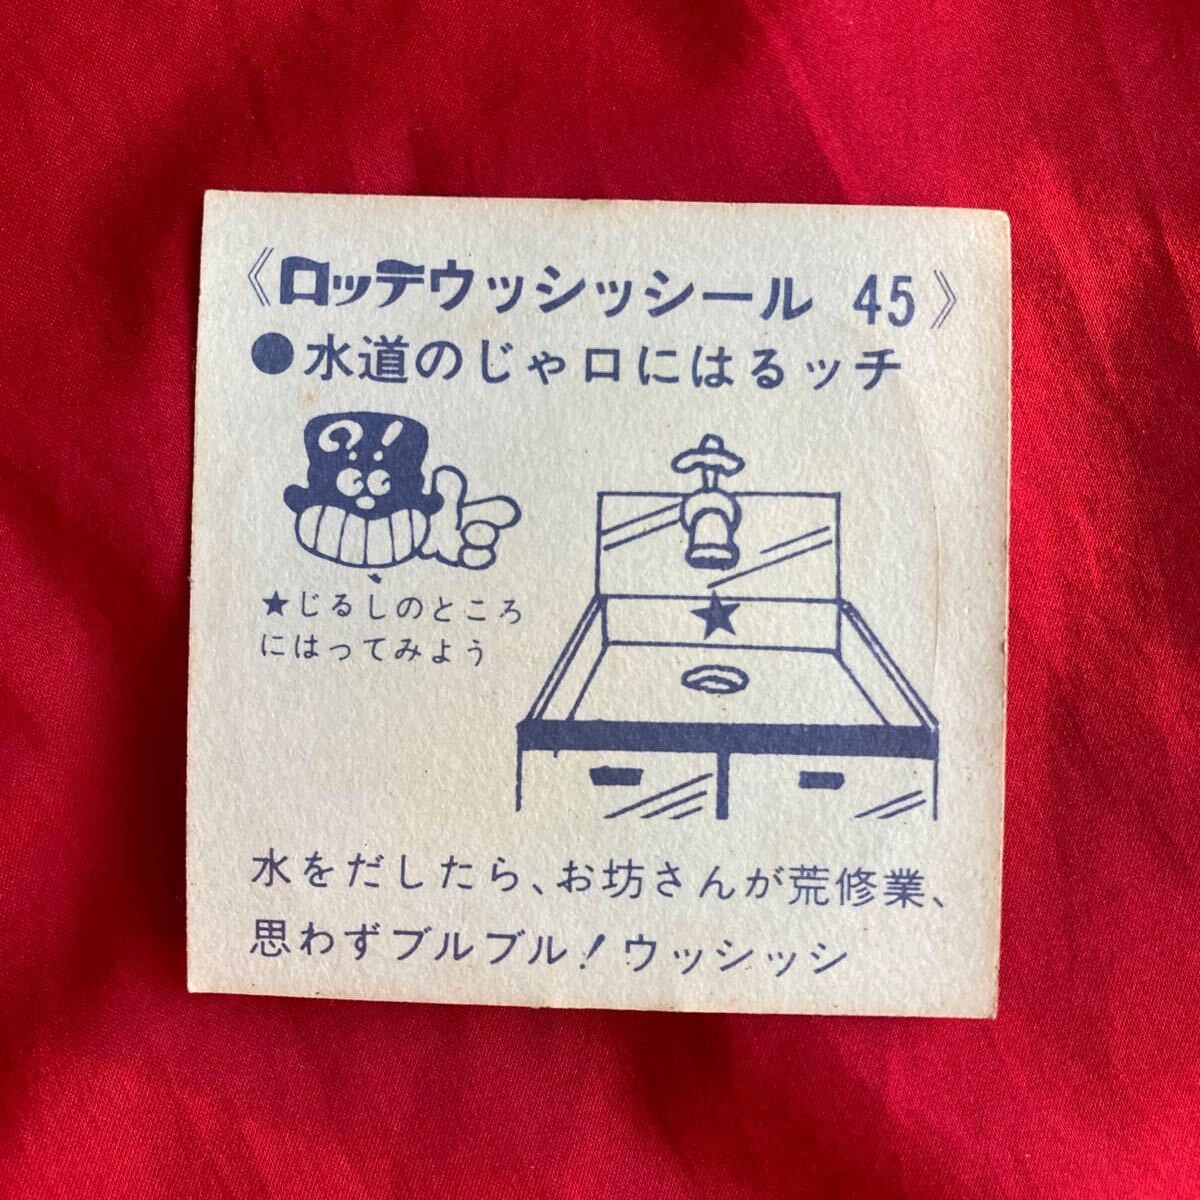 《ロッテウッシッシール 45》
●水道のじゃ口にはるッチ
?!
★じるしのところ
にはってみよう
★
水をだしたら、お坊さんが荒修業、
思わずブルブル!ウッシッシ